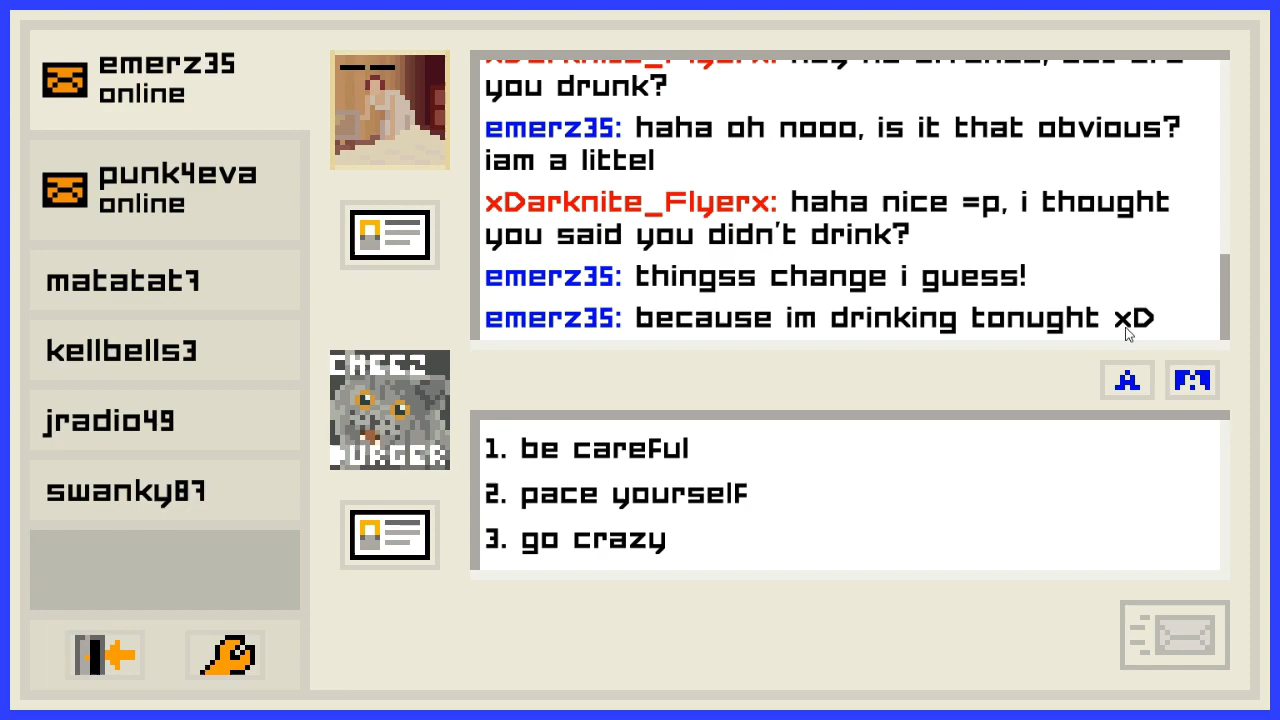 emerz35
online
punk4eva
online
matatat7
kellbells3
jradio49
swanky87
you drunk?
emerz35: haha oh nooo, is it that obvious?
iam a littel
xDarknite_Flyerx: haha nice =p, i thought
you said you didn't drink?
emerz35: thingss change i guess!
emerz35: because im drinking tonught xD
A
CHEEZ
BURGER
1. be careful
2. pace yourself
3. go crazy